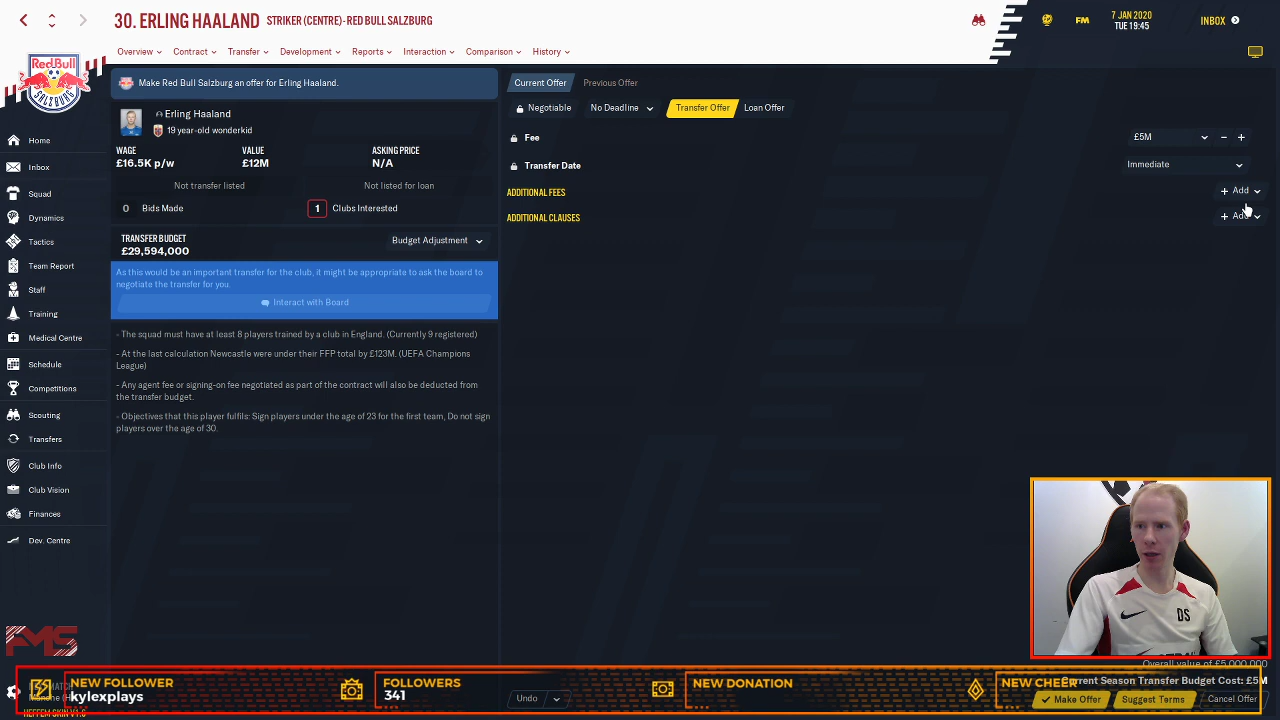 30. ERLING HAALAND STRIKER (CENTRE) - RED BULL SALZBURG
FM
7 JAN 2020
TUE 19:45
INBOX
Overview Contract Transfer Development Reports Interaction Comparison History
RedBull
SALZBURG
Home
Inbox
Squad
Dynamics
Tactics
Team Report
Staff
Training
Medical Centre
Schedule
Competitions
Scouting
Transfers
Club Info
Club Vision
Finances
Dev. Centre
Make Red Bull Salzburg an offer for Erling Haaland.
Erling Haaland
19 year-old wonderkid
WAGE VALUE ASKING PRICE
£16.5K p/w £12M N/A
Not transfer listed Not listed for loan
0 Bids Made 1 Clubs Interested
TRANSFER BUDGET
£29,594,000
Budget Adjustment
As this would be an important transfer for the club, it might be appropriate to ask the board to
negotiate the transfer for you.
Interact with Board
- The squad must have at least 8 players trained by a club in England. (Currently 9 registered)
- At the last calculation Newcastle were under their FFP total by £123M. (UEFA Champions
League)
- Any agent fee or signing-on fee negotiated as part of the contract will also be deducted from
the transfer budget.
- Objectives that this player fulfils: Sign players under the age of 23 for the first team, Do not sign
players over the age of 30.
Current Offer Previous Offer
Negotiable No Deadline Transfer Offer Loan Offer
Fee £5M - +
Transfer Date Immediate
ADDITIONAL FEES + Add
ADDITIONAL CLAUSES + Add
DS
FMS
Overall value of £5,000,000
Current Season Transfer Budget Cost: £5M
Undo
Make Offer Suggest Terms Cancel Offer
NEW FOLLOWER
kylexplays
FOLLOWERS
341
NEW DONATION
NEW CHEER